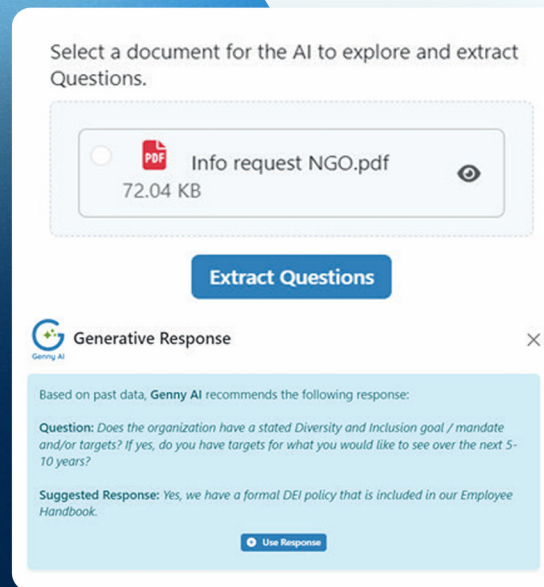 Select a document for the AI to explore and extract
Questions.
PDF
Info request NGO.pdf
72.04 KB
Extract Questions
Genny AI
Generative Response
Based on past data, Genny AI recommends the following response:
Question: Does the organization have a stated Diversity and Inclusion goal / mandate
and/or targets? If yes, do you have targets for what you would like to see over the next 5-
10 years?
Suggested Response: Yes, we have a formal DEI policy that is included in our Employee
Handbook.
Use Response